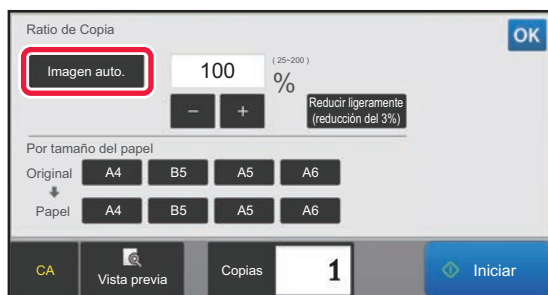 Ratio de Copia
OK
Imagen auto.
100
(25~200)
%
Reducir ligeramente
(reducción del 3%)
−
+
Por tamaño del papel
Original
A4
B5
A5
A6
Papel
A4
B5
A5
A6
CA
Vista previa
Copias
1
Iniciar